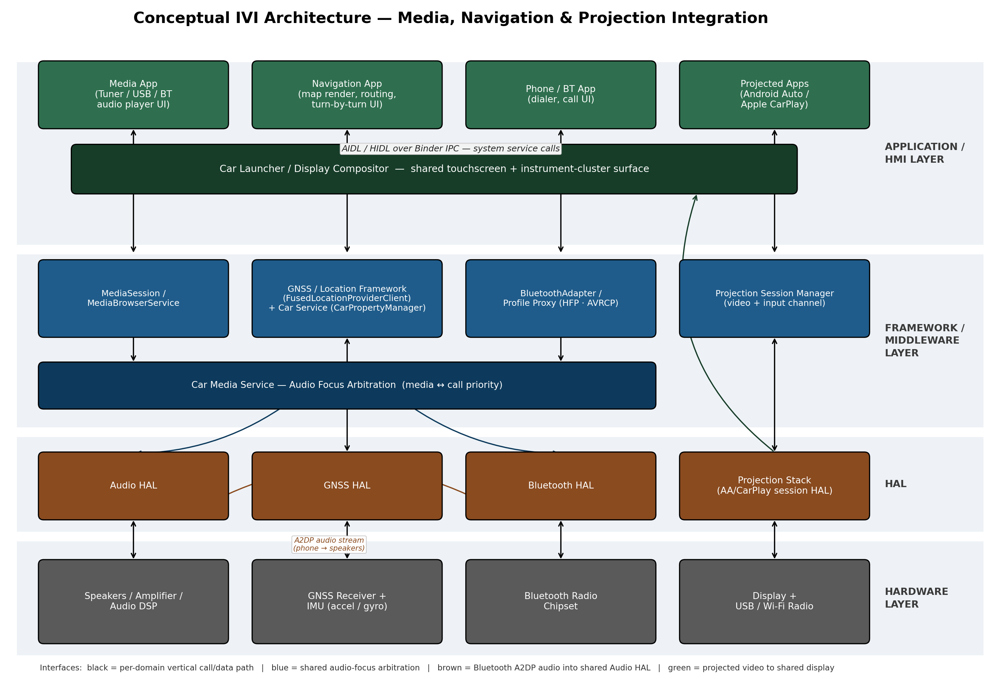 Conceptual IVI Architecture — Media, Navigation & Projection Integration
Media App
(Tuner / USB / BT
audio player UI)
Navigation App
(map render, routing,
turn-by-turn UI)
Phone / BT App
(dialer, call UI)
Projected Apps
(Android Auto /
Apple CarPlay)
AIDL / HIDL over Binder IPC — system service calls
Car Launcher / Display Compositor — shared touchscreen + instrument-cluster surface
APPLICATION /
HMI LAYER
MediaSession /
MediaBrowserService
GNSS / Location Framework
(FusedLocationProviderClient)
+ Car Service (CarPropertyManager)
BluetoothAdapter /
Profile Proxy (HFP · AVRCP)
Projection Session Manager
(video + input channel)
FRAMEWORK /
MIDDLEWARE
LAYER
Car Media Service — Audio Focus Arbitration (media ↔ call priority)
Audio HAL
GNSS HAL
Bluetooth HAL
Projection Stack
(AA/CarPlay session HAL)
HAL
A2DP audio stream
(phone → speakers)
Speakers / Amplifier /
Audio DSP
GNSS Receiver +
IMU (accel / gyro)
Bluetooth Radio
Chipset
Display +
USB / Wi-Fi Radio
HARDWARE
LAYER
Interfaces: black = per-domain vertical call/data path | blue = shared audio-focus arbitration | brown = Bluetooth A2DP audio into shared Audio HAL | green = projected video to shared display